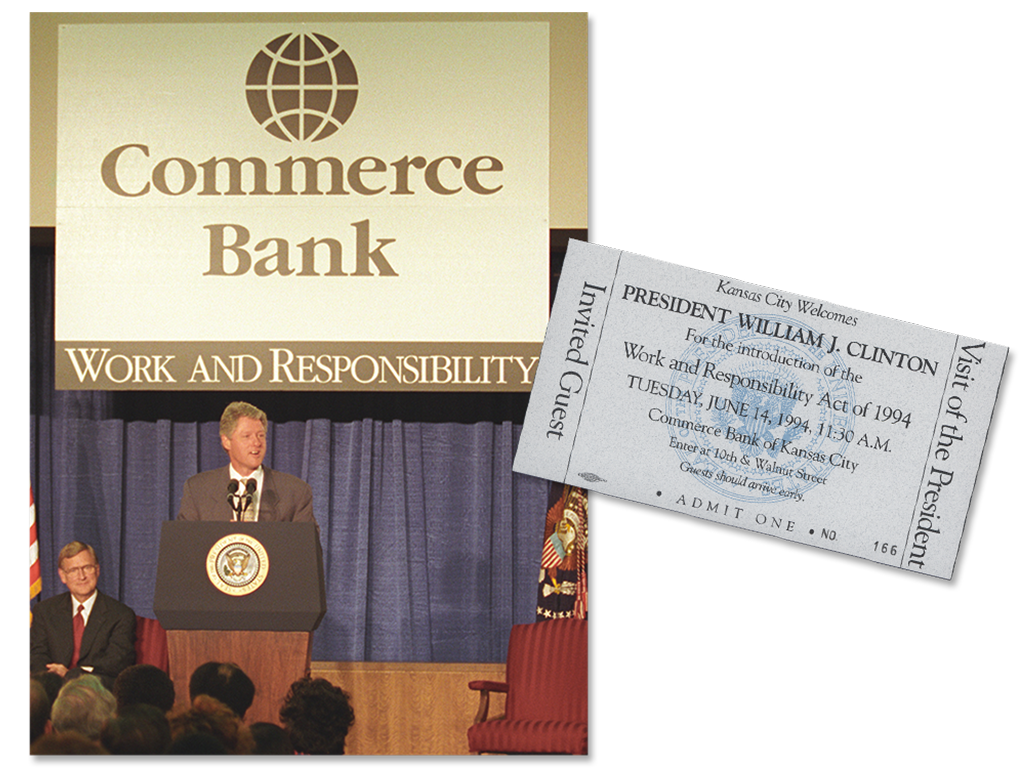 Commerce
Bank
WORK AND RESPONSIBILITY
Invited Guest
Kansas City Welcomes
PRESIDENT WILLIAM J. CLINTON
For the introduction of the
Work and Responsibility Act of 1994
TUESDAY, JUNE 14, 1994, 11:30 A.M.
Commerce Bank of Kansas City
Enter at 10th & Walnut Street
Guests should arrive early.
• ADMIT ONE • NO. 166
Visit of the President